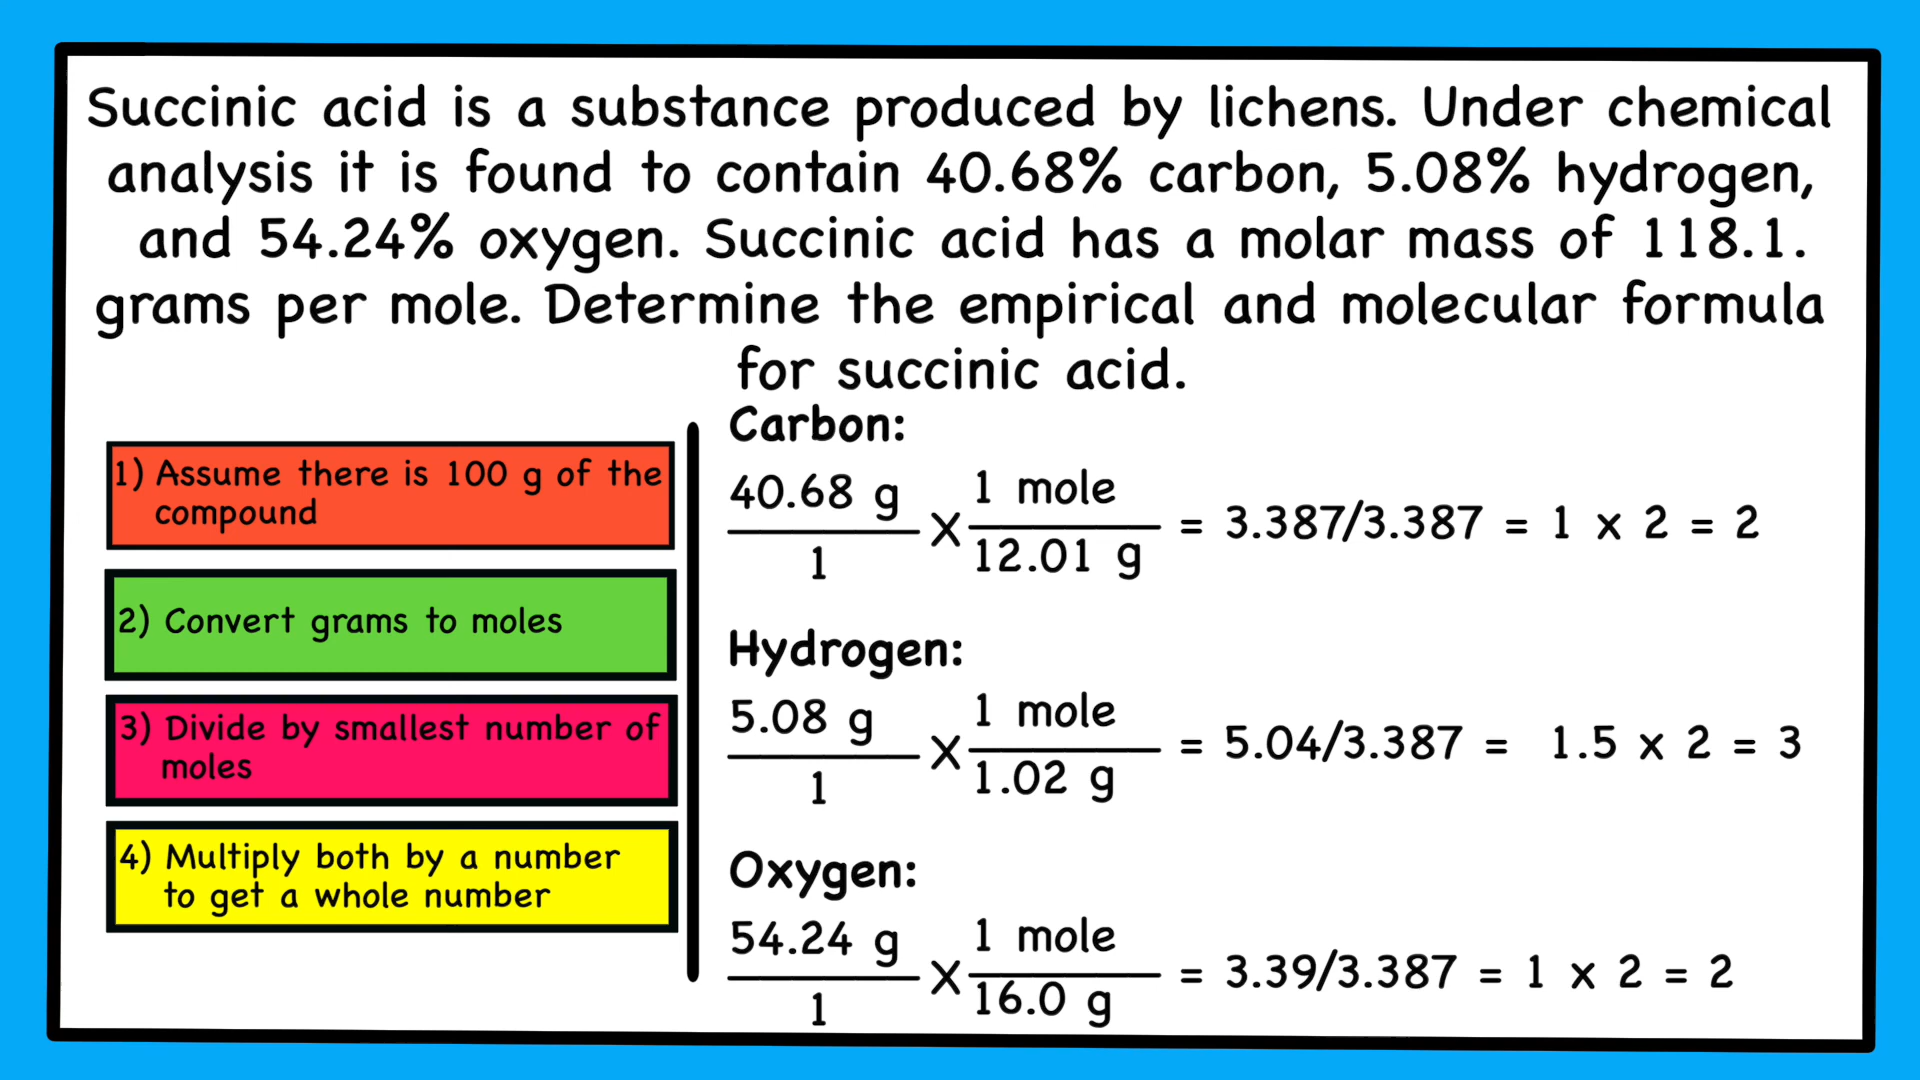 Succinic acid is a substance produced by lichens. Under chemical
analysis it is found to contain 40.68% carbon, 5.08% hydrogen,
and 54.24% oxygen. Succinic acid has a molar mass of 118.1.
grams per mole. Determine the empirical and molecular formula
for succinic acid.
1) Assume there is 100 g of the
compound
2) Convert grams to moles
3) Divide by smallest number of
moles
4) Multiply both by a number
to get a whole number
Carbon:
40.68 g
1
X
1 mole
12.01 g
= 3.387/3.387 = 1 x 2 = 2
Hydrogen:
5.08 g
1
X
1 mole
1.02 g
= 5.04/3.387 = 1.5 x 2 = 3
Oxygen:
54.24 g
1
X
1 mole
16.0 g
= 3.39/3.387 = 1 x 2 = 2